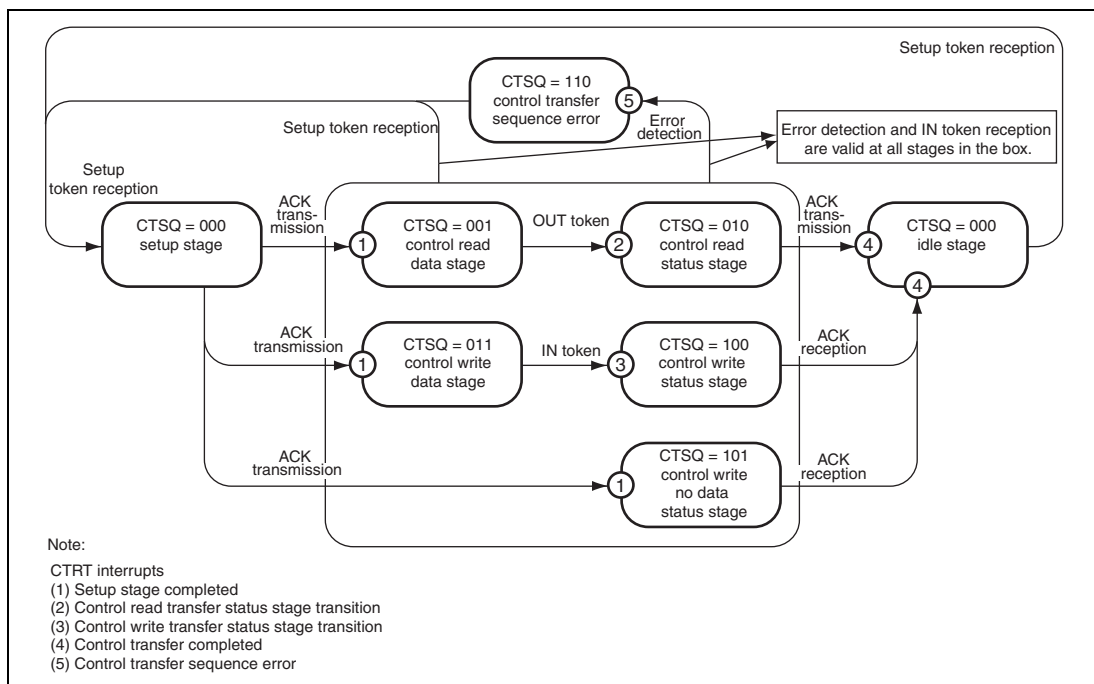 Setup token reception
CTSQ = 110
control transfer
sequence error
5
Setup token reception
Error
detection
Error detection and IN token reception
are valid at all stages in the box.
Setup
token reception
CTSQ = 000
setup stage
ACK
trans-
mission
1
CTSQ = 001
control read
data stage
OUT token
2
CTSQ = 010
control read
status stage
ACK
trans-
mission
4
CTSQ = 000
idle stage
4
ACK
transmission
1
CTSQ = 011
control write
data stage
IN token
3
CTSQ = 100
control write
status stage
ACK
reception
ACK
transmission
1
CTSQ = 101
control write
no data
status stage
ACK
reception
Note:
CTRT interrupts
(1) Setup stage completed
(2) Control read transfer status stage transition
(3) Control write transfer status stage transition
(4) Control transfer completed
(5) Control transfer sequence error